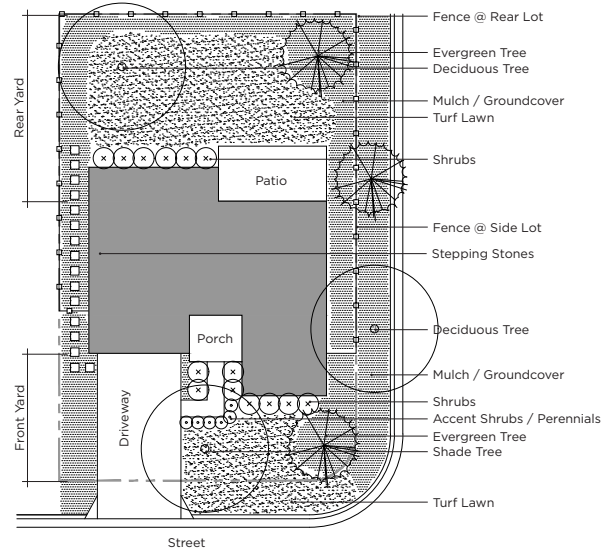 Fence @ Rear Lot
Evergreen Tree
Deciduous Tree
Mulch / Groundcover
Turf Lawn
Shrubs
Fence @ Side Lot
Stepping Stones
Deciduous Tree
Mulch / Groundcover
Shrubs
Accent Shrubs / Perennials
Evergreen Tree
Shade Tree
Turf Lawn
Rear Yard
Patio
Porch
Front Yard
Driveway
Street